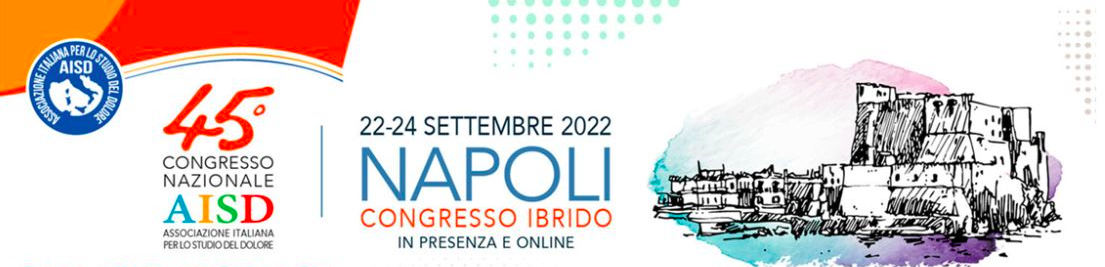 ASSOCIAZIONE ITALIANA PER LO STUDIO DEL DOLORE
AISD
45°
CONGRESSO
NAZIONALE
AISD
ASSOCIAZIONE ITALIANA
PER LO STUDIO DEL DOLORE
22-24 SETTEMBRE 2022
NAPOLI
CONGRESSO IBRIDO
IN PRESENZA E ONLINE